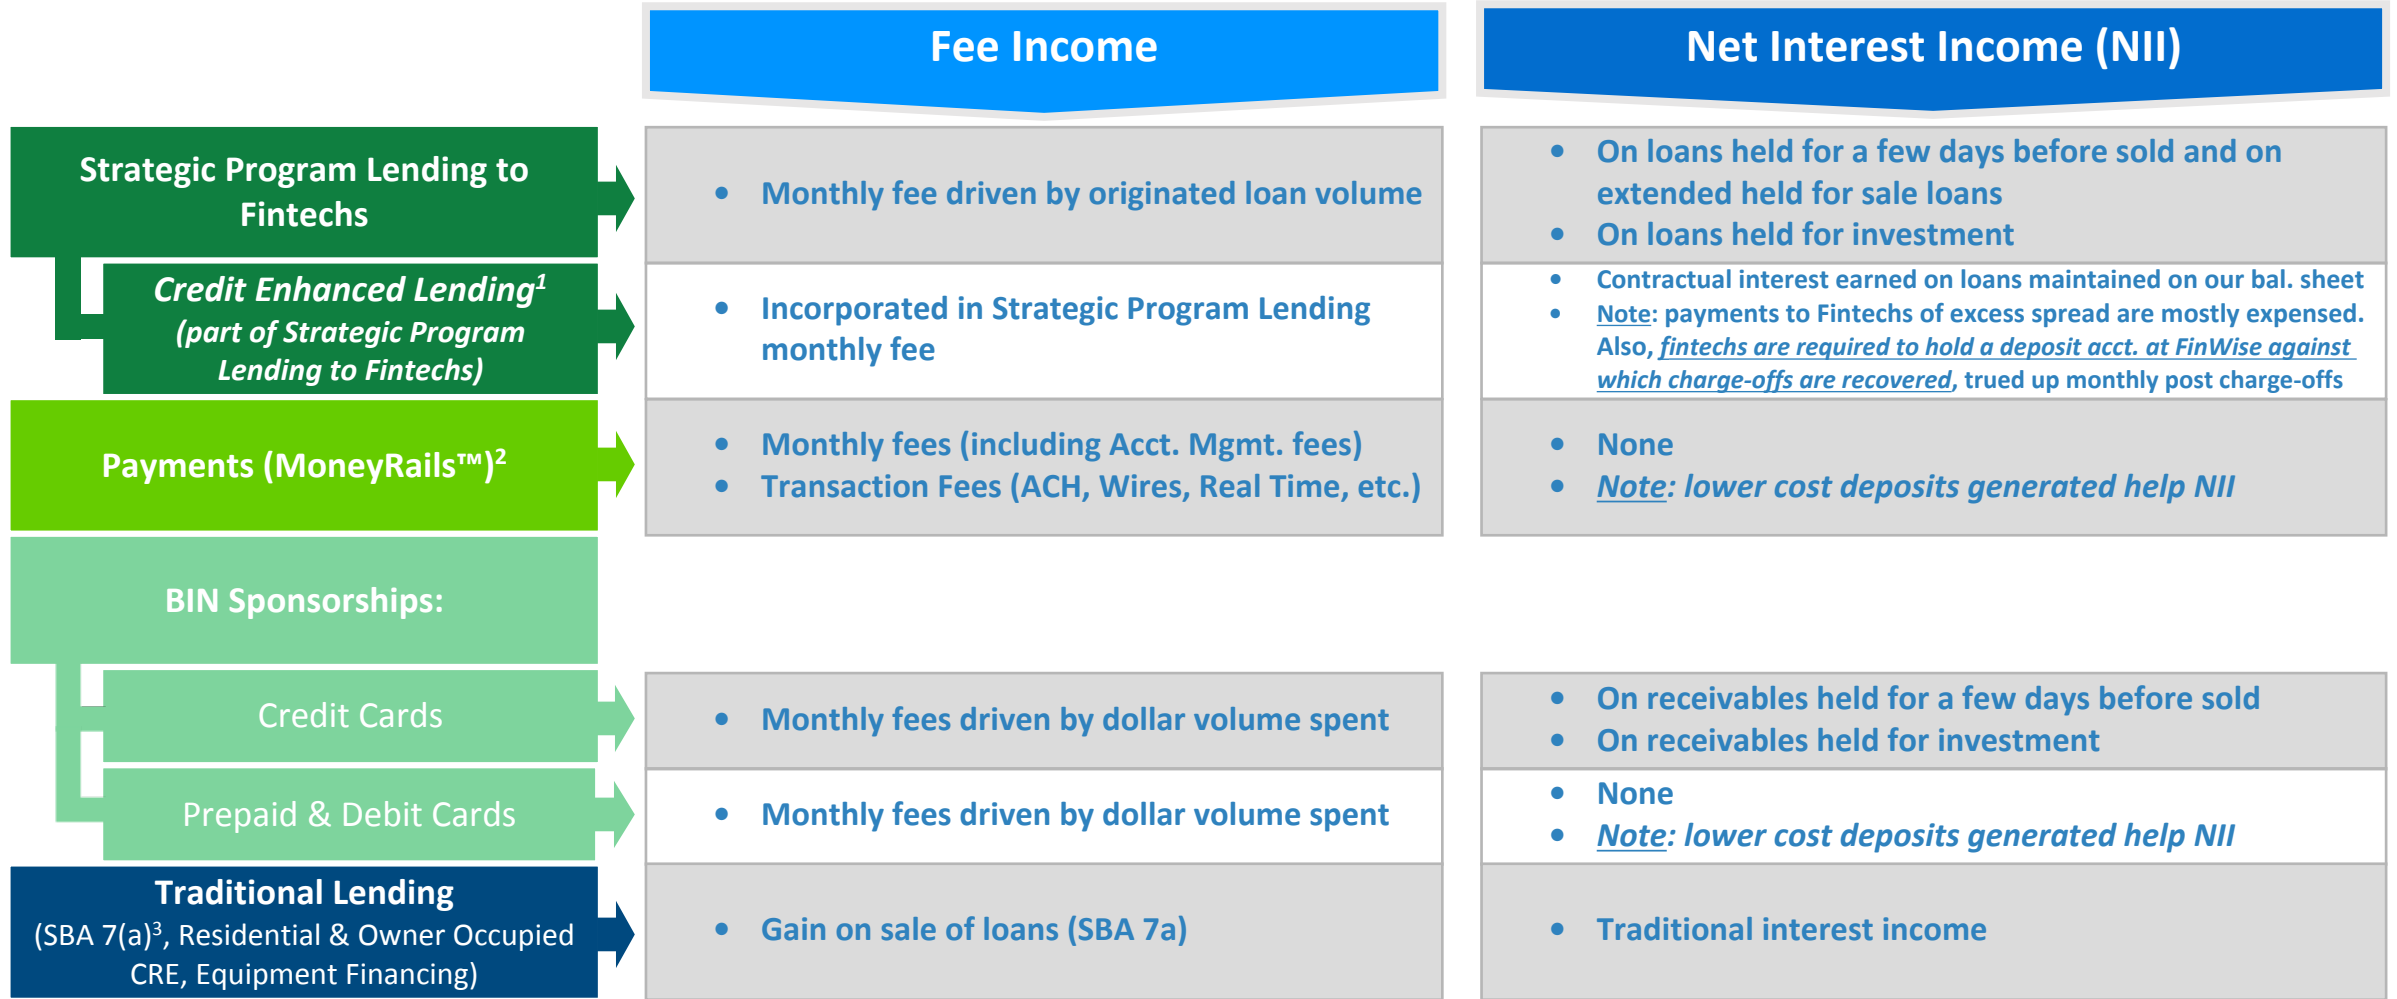 Fee Income
Net Interest Income (NII)
Strategic Program Lending to
Fintechs
• Monthly fee driven by originated loan volume
• On loans held for a few days before sold and on
extended held for sale loans
• On loans held for investment
Credit Enhanced Lending¹
(part of Strategic Program
Lending to Fintechs)
• Incorporated in Strategic Program Lending
monthly fee
• Contractual interest earned on loans maintained on our bal. sheet
• Note: payments to Fintechs of excess spread are mostly expensed.
Also, fintechs are required to hold a deposit acct. at FinWise against
which charge-offs are recovered, trued up monthly post charge-offs
Payments (MoneyRails™)²
• Monthly fees (including Acct. Mgmt. fees)
• Transaction Fees (ACH, Wires, Real Time, etc.)
• None
• Note: lower cost deposits generated help NII
BIN Sponsorships:
Credit Cards
• Monthly fees driven by dollar volume spent
• On receivables held for a few days before sold
• On receivables held for investment
Prepaid & Debit Cards
• Monthly fees driven by dollar volume spent
• None
• Note: lower cost deposits generated help NII
Traditional Lending
(SBA 7(a)³, Residential & Owner Occupied
CRE, Equipment Financing)
• Gain on sale of loans (SBA 7a)
• Traditional interest income